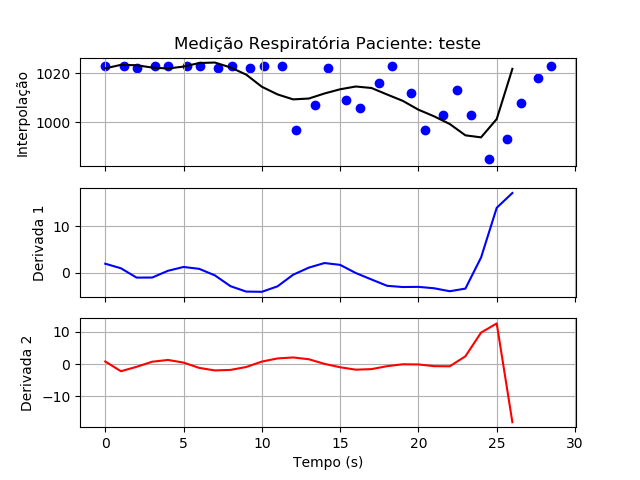 Medição Respiratória Paciente: teste
1020
1000
Interpolação
10
0
Derivada 1
10
0
−10
Derivada 2
0 5 10 15 20 25 30
Tempo (s)